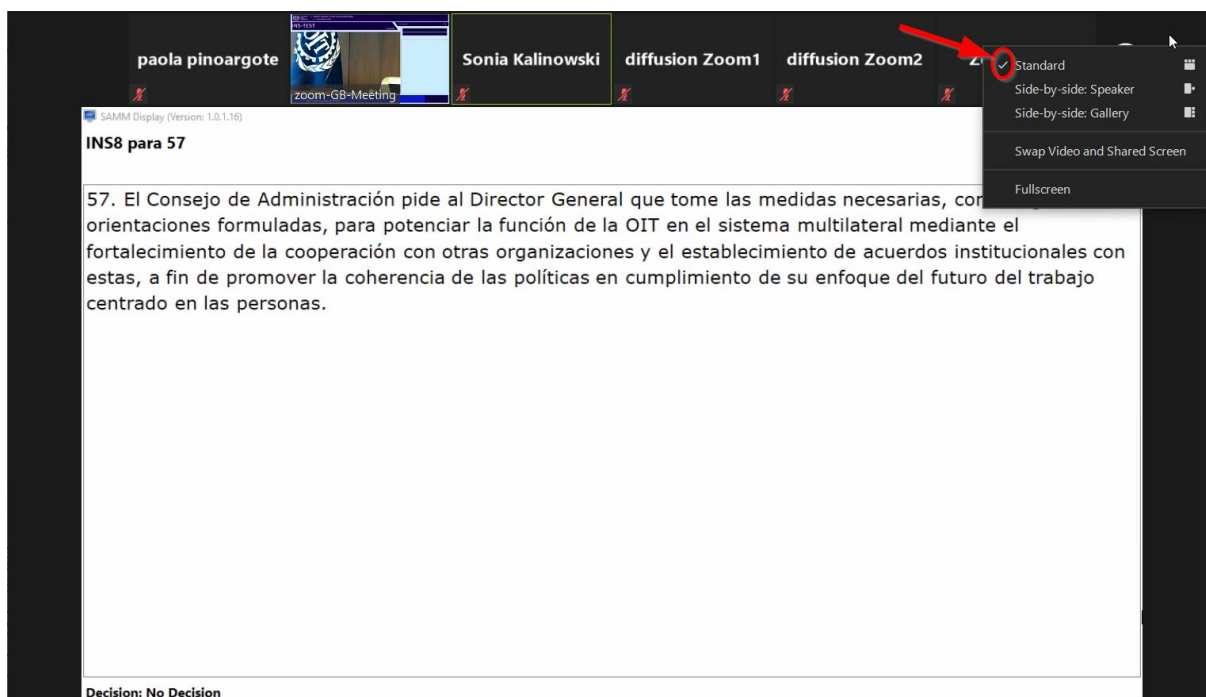 paola pinoargote
INS-TEST
zoom-GB-Meeting
Sonia Kalinowski
diffusion Zoom1
diffusion Zoom2
Standard
Side-by-side: Speaker
Side-by-side: Gallery
Swap Video and Shared Screen
Fullscreen
SAMM Display (Version: 1.0.1.16)
INS8 para 57
57. El Consejo de Administración pide al Director General que tome las medidas necesarias,
orientaciones formuladas, para potenciar la función de la OIT en el sistema multilateral mediante el
fortalecimiento de la cooperación con otras organizaciones y el establecimiento de acuerdos institucionales con
estas, a fin de promover la coherencia de las políticas en cumplimiento de su enfoque del futuro del trabajo
centrado en las personas.
Decision: No Decision